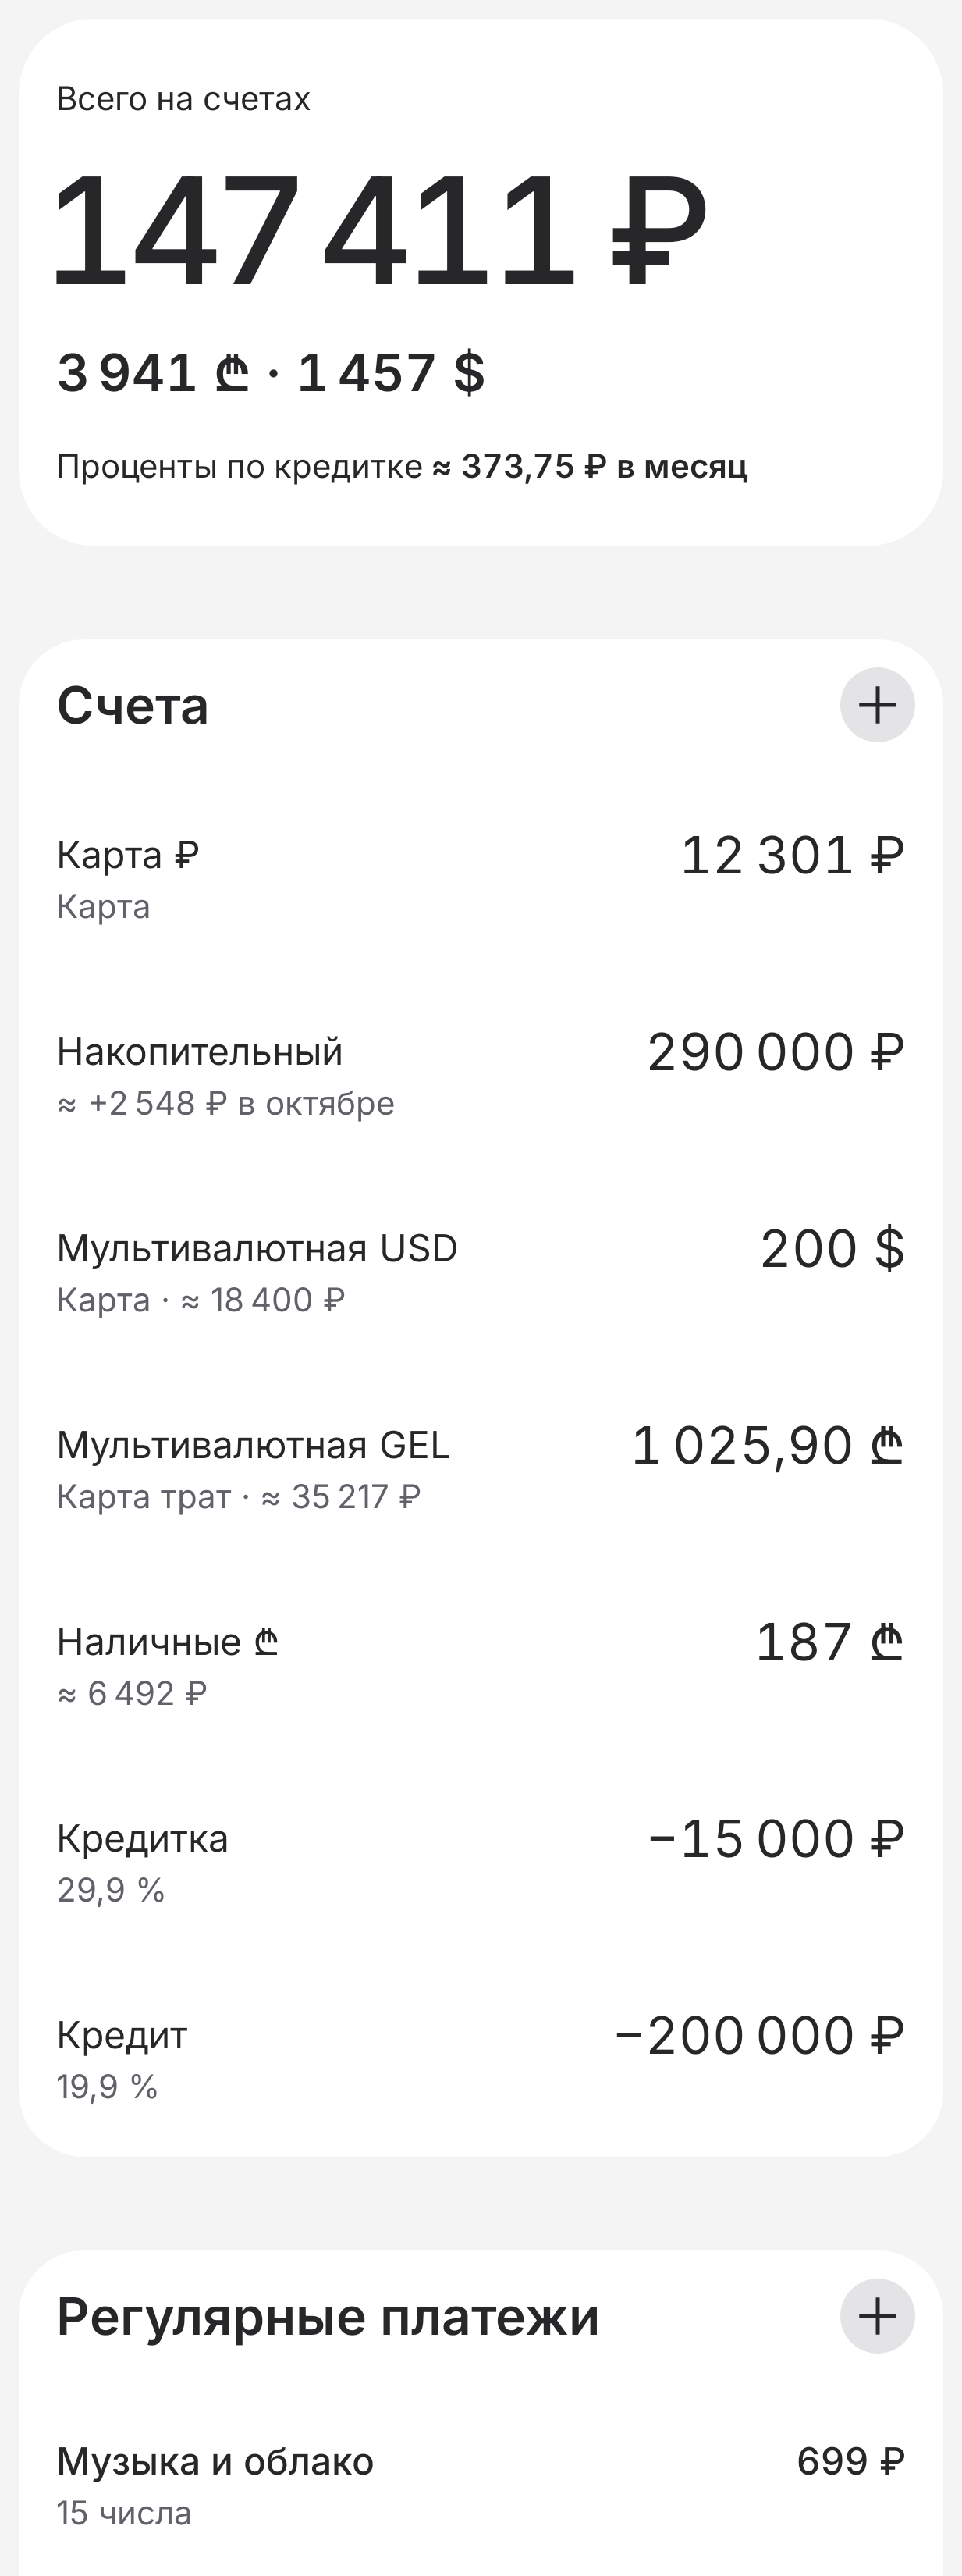 Всего на счетах
147 411 ₽
3 941 ₾ · 1 457 $
Проценты по кредитке ≈ 373,75 ₽ в месяц
Счета
Карта ₽
12 301 ₽
Карта
Накопительный
290 000 ₽
≈ +2 548 ₽ в октябре
Мультивалютная USD
200 $
Карта · ≈ 18 400 ₽
Мультивалютная GEL
1 025,90 ₾
Карта трат · ≈ 35 217 ₽
Наличные ₾
187 ₾
≈ 6 492 ₽
Кредитка
−15 000 ₽
29,9 %
Кредит
−200 000 ₽
19,9 %
Регулярные платежи
Музыка и облако
699 ₽
15 числа